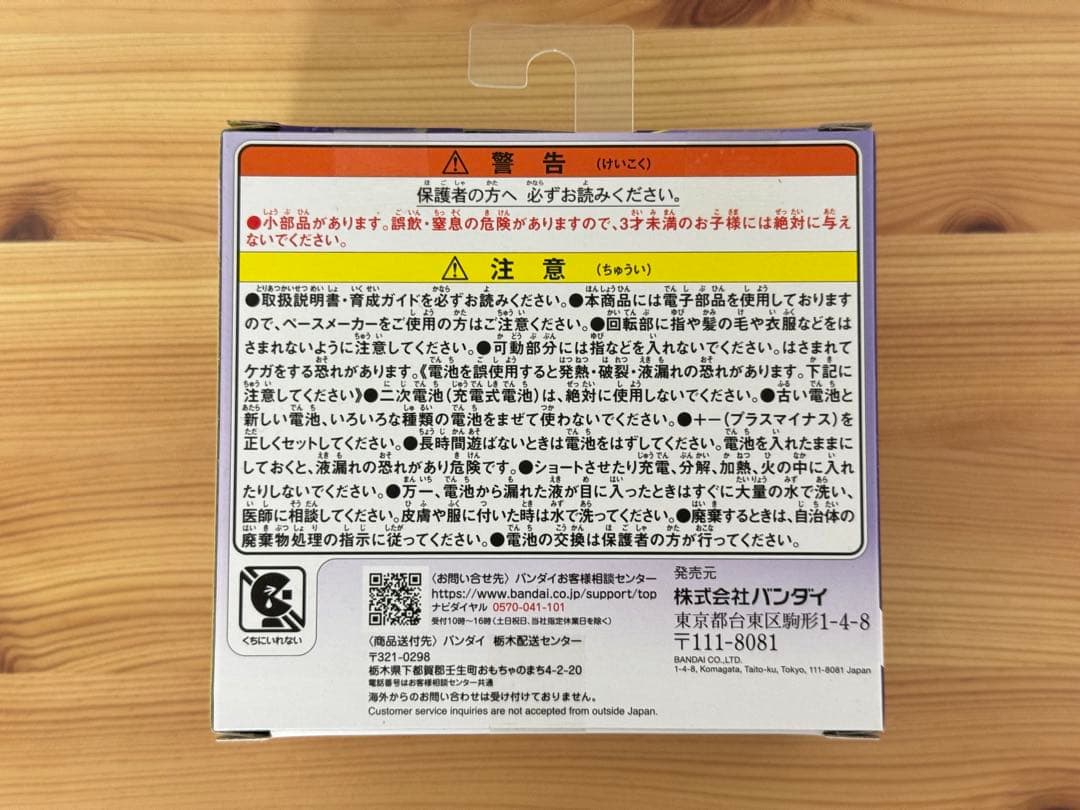 ⚠ 警告 (けいこく)
保護者の方へ 必ずお読みください。
●小部品があります。誤飲・窒息の危険がありますので、3才未満のお子様には絶対に与え
ないでください。
⚠ 注意 (ちゅうい)
●取扱説明書・育成ガイドを必ずお読みください。●本商品には電子部品を使用しております
ので、ペースメーカーをご使用の方はご注意ください。●回転部に指や髪の毛や衣服などをは
さまれないように注意してください。●可動部分には指などを入れないでください。はさまれて
ケガをする恐れがあります。《電池を誤使用すると発熱・破裂・液漏れの恐れがあります。下記に
注意してください》●二次電池(充電式電池)は、絶対に使用しないでください。●古い電池と
新しい電池、いろいろな種類の電池をまぜて使わないでください。●+−(プラスマイナス)を
正しくセットしてください。●長時間遊ばないときは電池をはずしてください。電池を入れたままに
しておくと、液漏れの恐れがあり危険です。●ショートさせたり充電、分解、加熱、火の中に入れ
たりしないでください。●万一、電池から漏れた液が目に入ったときはすぐに大量の水で洗い、
医師に相談してください。皮膚や服に付いた時は水で洗ってください。●廃棄するときは、自治体の
廃棄物処理の指示に従ってください。●電池の交換は保護者の方が行ってください。
くちにいれない
〈お問い合せ先〉バンダイお客様相談センター
https://www.bandai.co.jp/support/top
ナビダイヤル 0570-041-101
受付10時〜16時(土日祝日、当社指定休業日を除く)
〈商品送付先〉バンダイ 栃木配送センター
〒321-0298
栃木県下都賀郡壬生町おもちゃのまち4-2-20
電話番号はお客様相談センター共通
海外からのお問い合わせは受け付けておりません。
Customer service inquiries are not accepted from outside Japan.
発売元
株式会社バンダイ
東京都台東区駒形1-4-8
〒111-8081
BANDAI CO.,LTD.
1-4-8, Komagata, Taito-ku, Tokyo, 111-8081 Japan